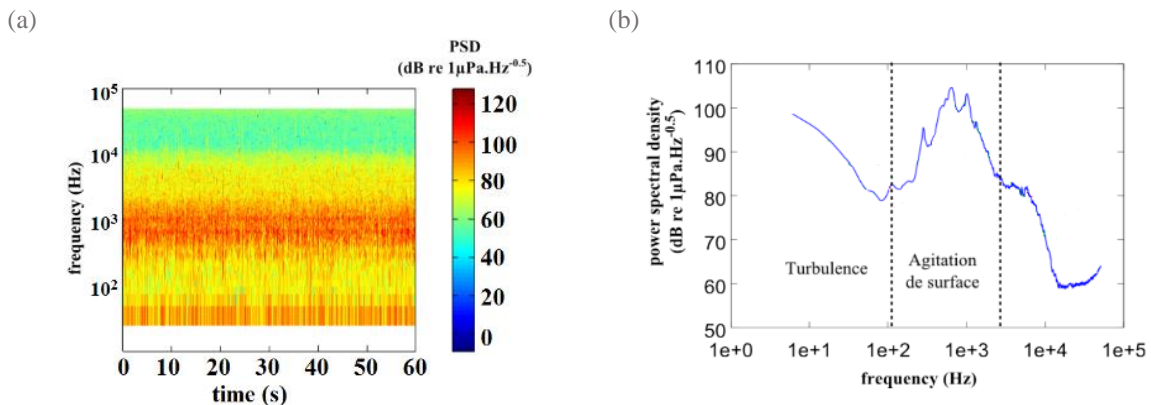 (a)
PSD
(dB re 1µPa.Hz-0.5)
10^5
10^4
10^3
10^2
frequency (Hz)
0 10 20 30 40 50 60
time (s)
120
100
80
60
40
20
0
(b)
110
100
90
80
70
60
50
power spectral density
(dB re 1µPa.Hz-0.5)
Turbulence
Agitation
de surface
1e+0 1e+1 1e+2 1e+3 1e+4 1e+5
frequency (Hz)